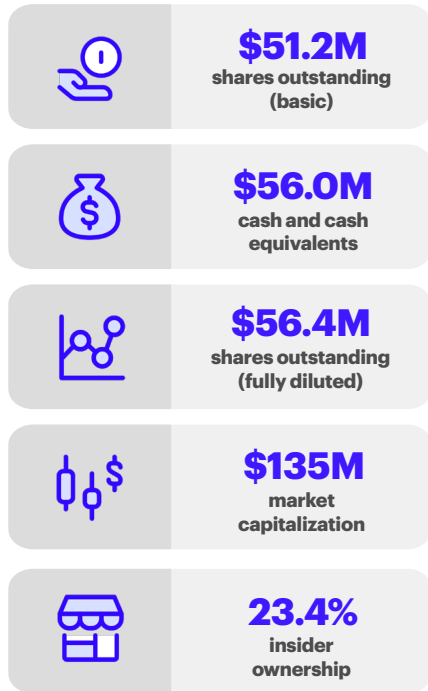 $51.2M
shares outstanding
(basic)
$56.0M
cash and cash
equivalents
$
$56.4M
shares outstanding
(fully diluted)
$
$135M
market
capitalization
23.4%
insider
ownership